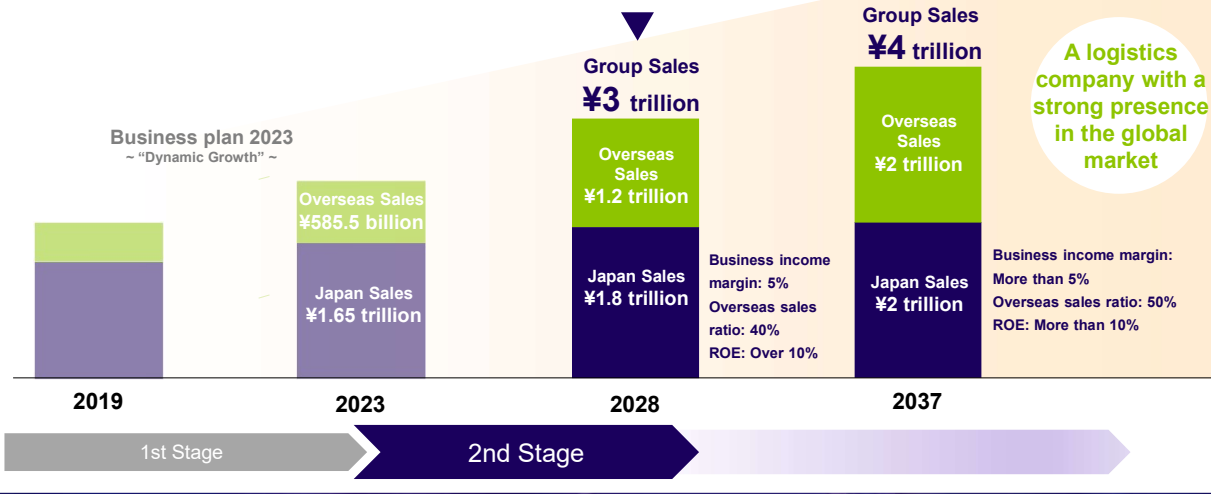 Business plan 2023
~ “Dynamic Growth” ~
Overseas Sales
¥585.5 billion
Japan Sales
¥1.65 trillion
Group Sales
¥3 trillion
Overseas
Sales
¥1.2 trillion
Japan Sales
¥1.8 trillion
Business income
margin: 5%
Overseas sales
ratio: 40%
ROE: Over 10%
Group Sales
¥4 trillion
Overseas
Sales
¥2 trillion
Japan Sales
¥2 trillion
Business income margin:
More than 5%
Overseas sales ratio: 50%
ROE: More than 10%
A logistics
company with a
strong presence
in the global
market
2019
2023
2028
2037
1st Stage
2nd Stage